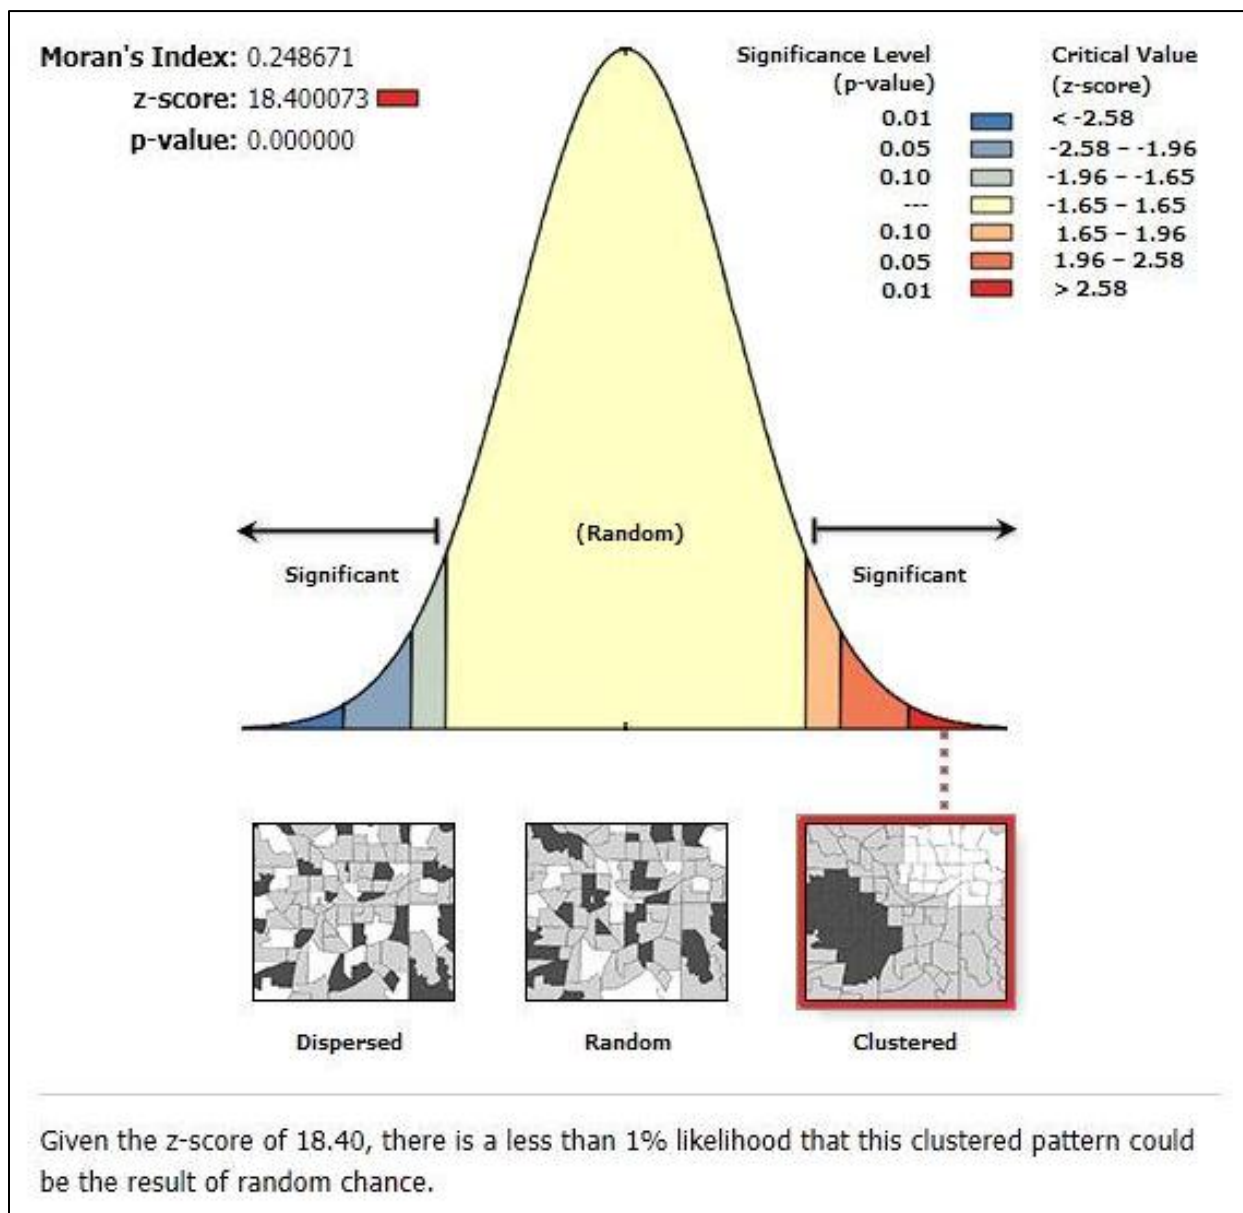 Moran's Index: 0.248671
z-score: 18.400073
p-value: 0.000000
Significance Level
(p-value)
Critical Value
(z-score)
0.01 < -2.58
0.05 -2.58 – -1.96
0.10 -1.96 – -1.65
--- -1.65 – 1.65
0.10 1.65 – 1.96
0.05 1.96 – 2.58
0.01 > 2.58
(Random)
Significant
Significant
Dispersed
Random
Clustered
Given the z-score of 18.40, there is a less than 1% likelihood that this clustered pattern could
be the result of random chance.